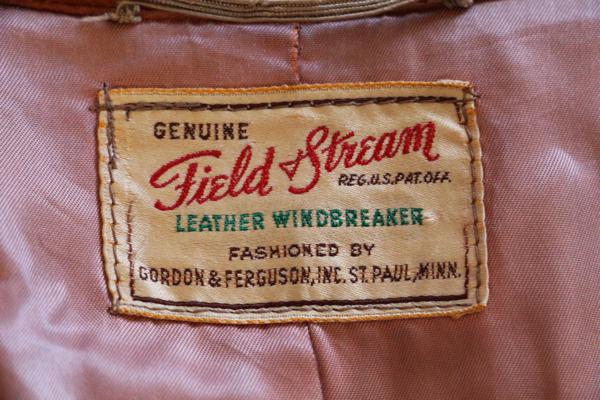 GENUINE
Field & Stream
REG.U.S.PAT.OFF.
LEATHER WINDBREAKER
FASHIONED BY
GORDON & FERGUSON, INC. ST. PAUL, MINN.